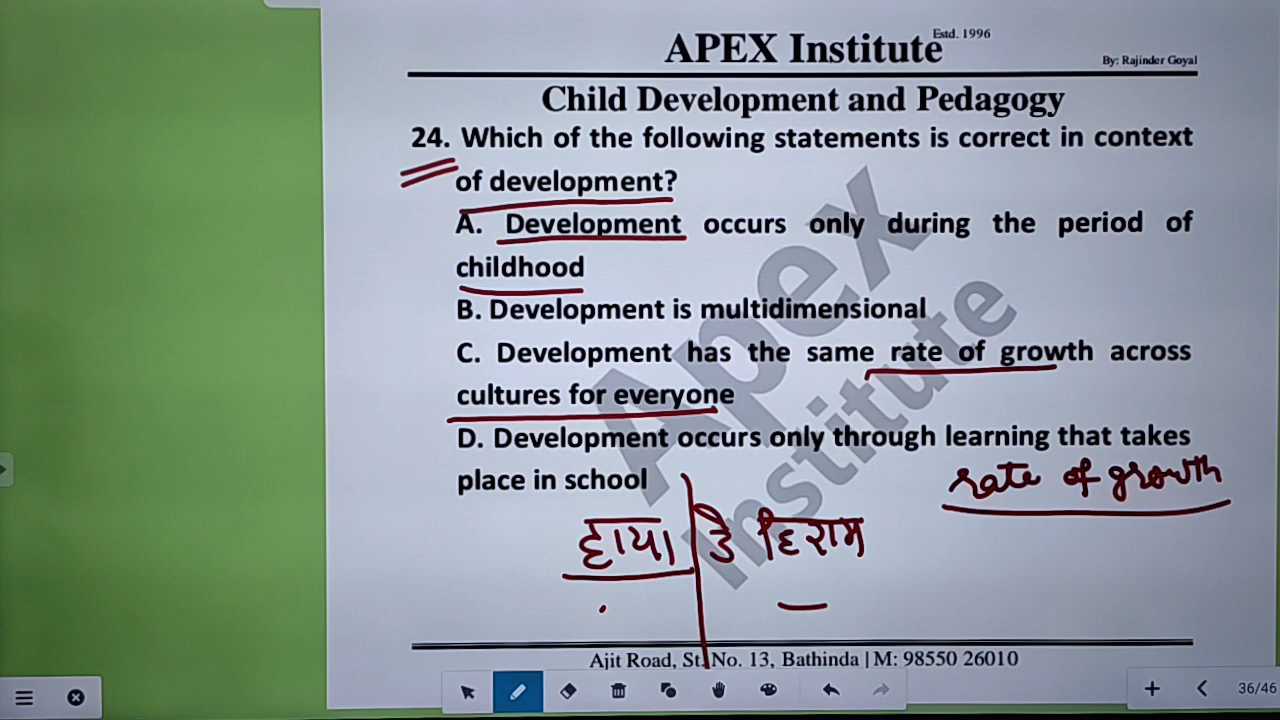 APEX Institute Estd. 1996
By: Rajinder Goyal
Child Development and Pedagogy
24. Which of the following statements is correct in context
of development?
A. Development occurs only during the period of
childhood
B. Development is multidimensional
C. Development has the same rate of growth across
cultures for everyone
D. Development occurs only through learning that takes
place in school
rate of growth
Apex
Institute
Ajit Road, St. No. 13, Bathinda | M: 98550 26010
36/46